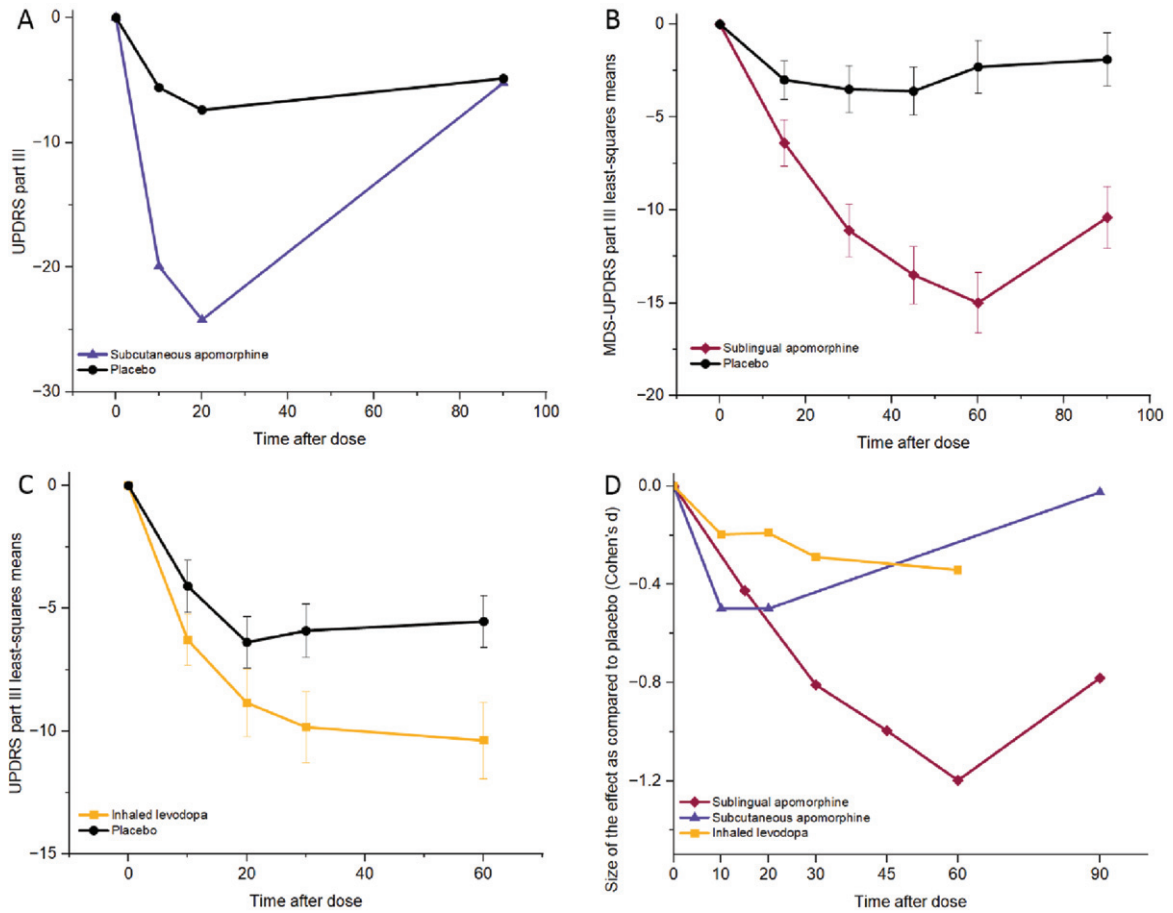 A
UPDRS part III
0
−10
−20
−30
Subcutaneous apomorphine
Placebo
0 20 40 60 80 100
Time after dose
B
MDS-UPDRS part III least-squares means
0
−5
−10
−15
−20
Sublingual apomorphine
Placebo
0 20 40 60 80 100
Time after dose
C
UPDRS part III least-squares means
0
−5
−10
−15
Inhaled levodopa
Placebo
0 20 40 60
Time after dose
D
Size of the effect as compared to placebo (Cohen's d)
0.0
−0.4
−0.8
−1.2
Sublingual apomorphine
Subcutaneous apomorphine
Inhaled levodopa
0 10 20 30 45 60 90
Time after dose